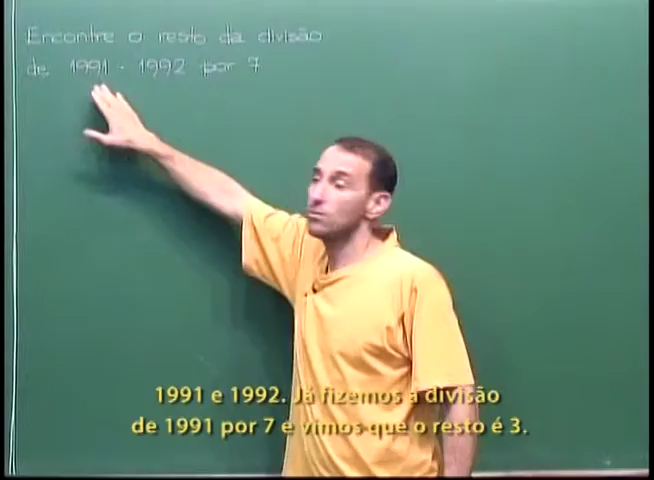 Encontre o resto da divisão
de 1991 · 1992 por 7
1991 e 1992. Já fizemos a divisão
de 1991 por 7 e vimos que o resto é 3.